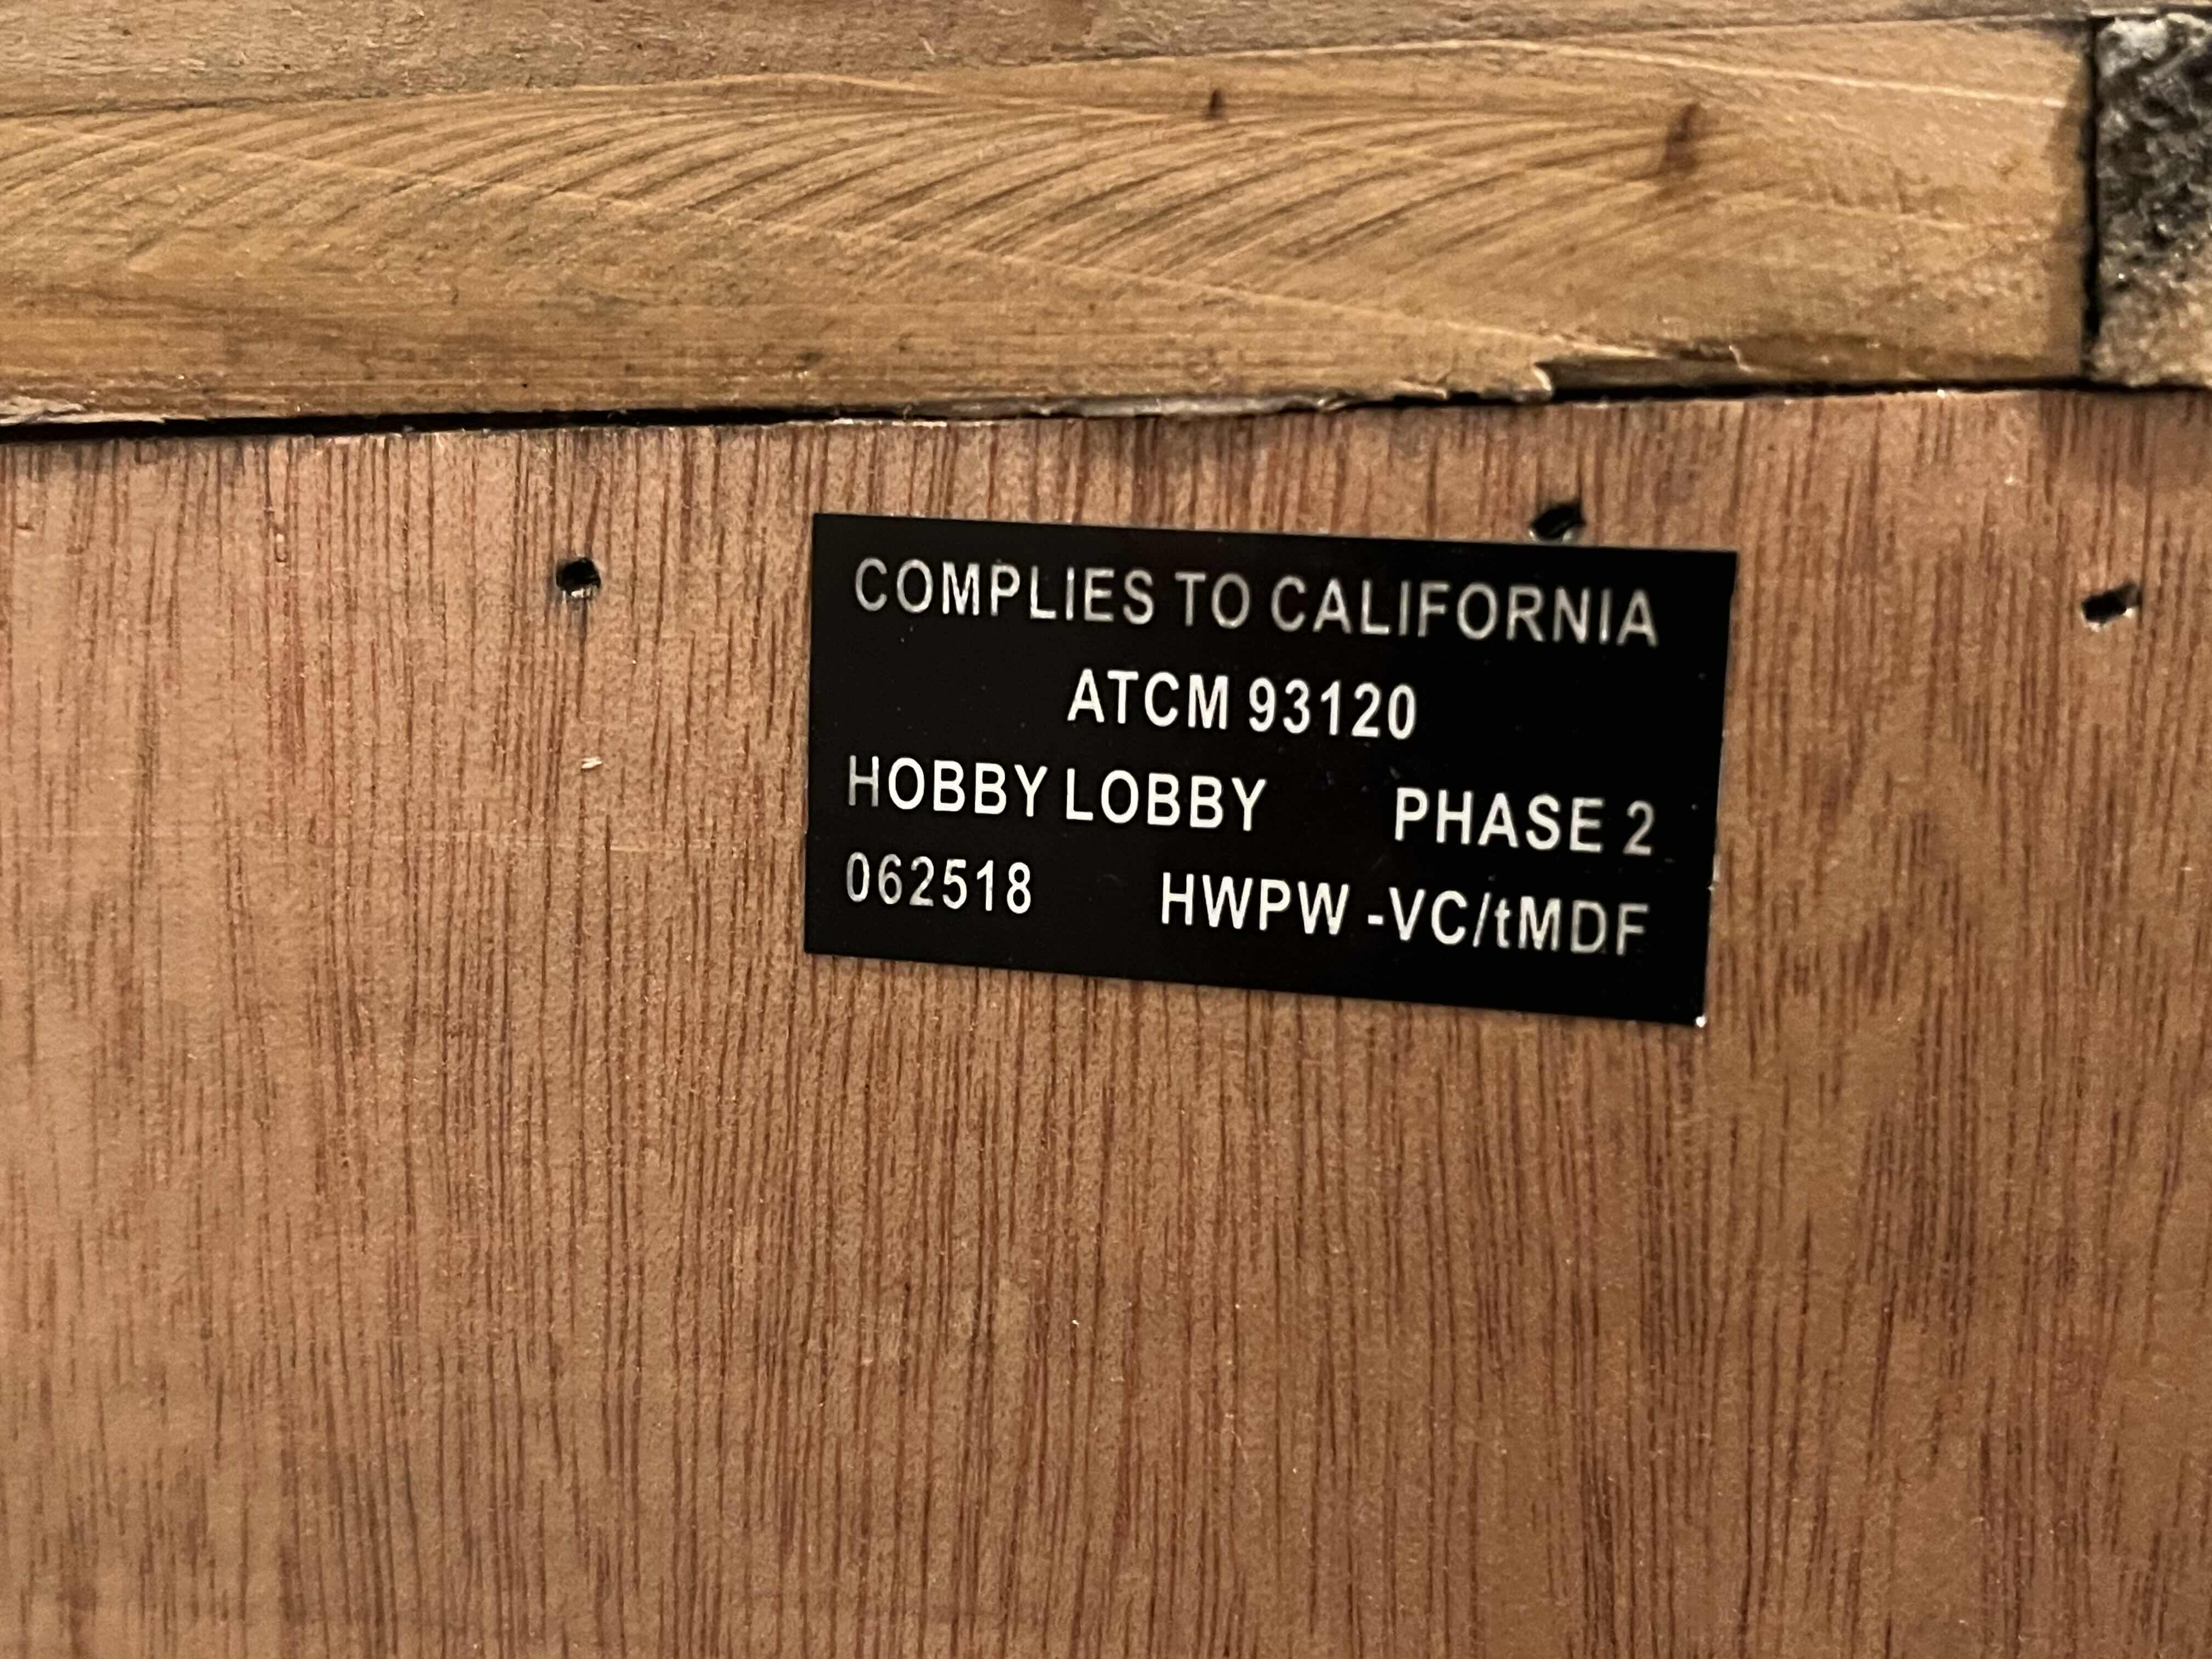 COMPLIES TO CALIFORNIA
ATCM 93120
HOBBY LOBBY PHASE 2
062518 HWPW -VC/tMDF